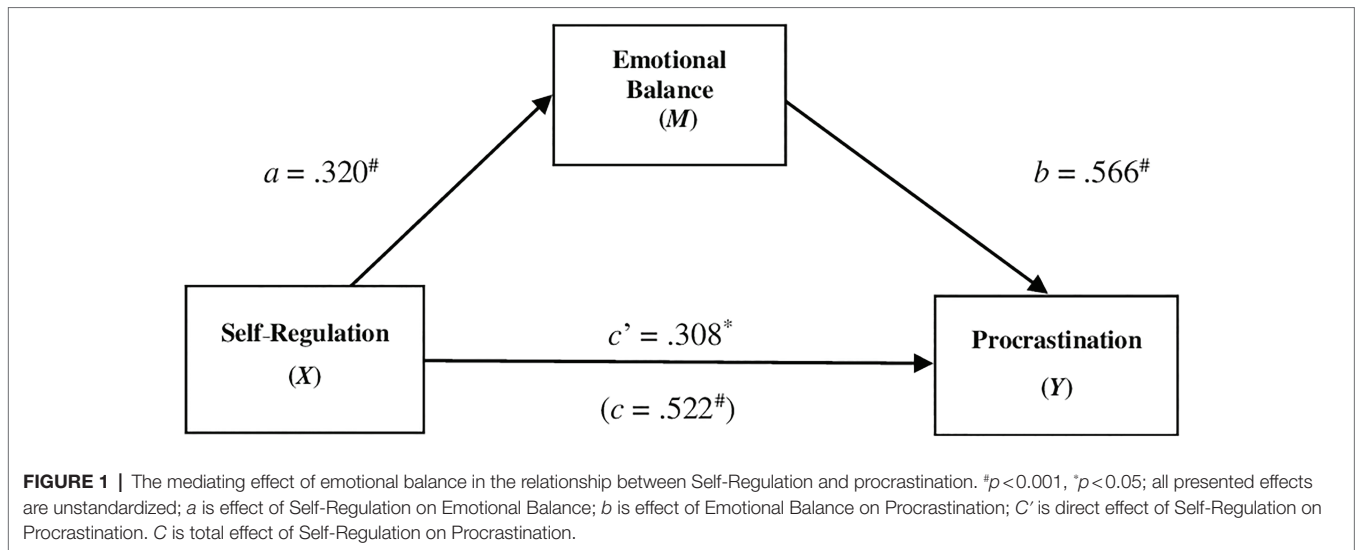 Emotional
Balance
(M)
a = .320#
b = .566#
Self-Regulation
(X)
c’ = .308*
(c = .522#)
Procrastination
(Y)
FIGURE 1 | The mediating effect of emotional balance in the relationship between Self-Regulation and procrastination. #p<0.001, *p<0.05; all presented effects
are unstandardized; a is effect of Self-Regulation on Emotional Balance; b is effect of Emotional Balance on Procrastination; C′ is direct effect of Self-Regulation on
Procrastination. C is total effect of Self-Regulation on Procrastination.